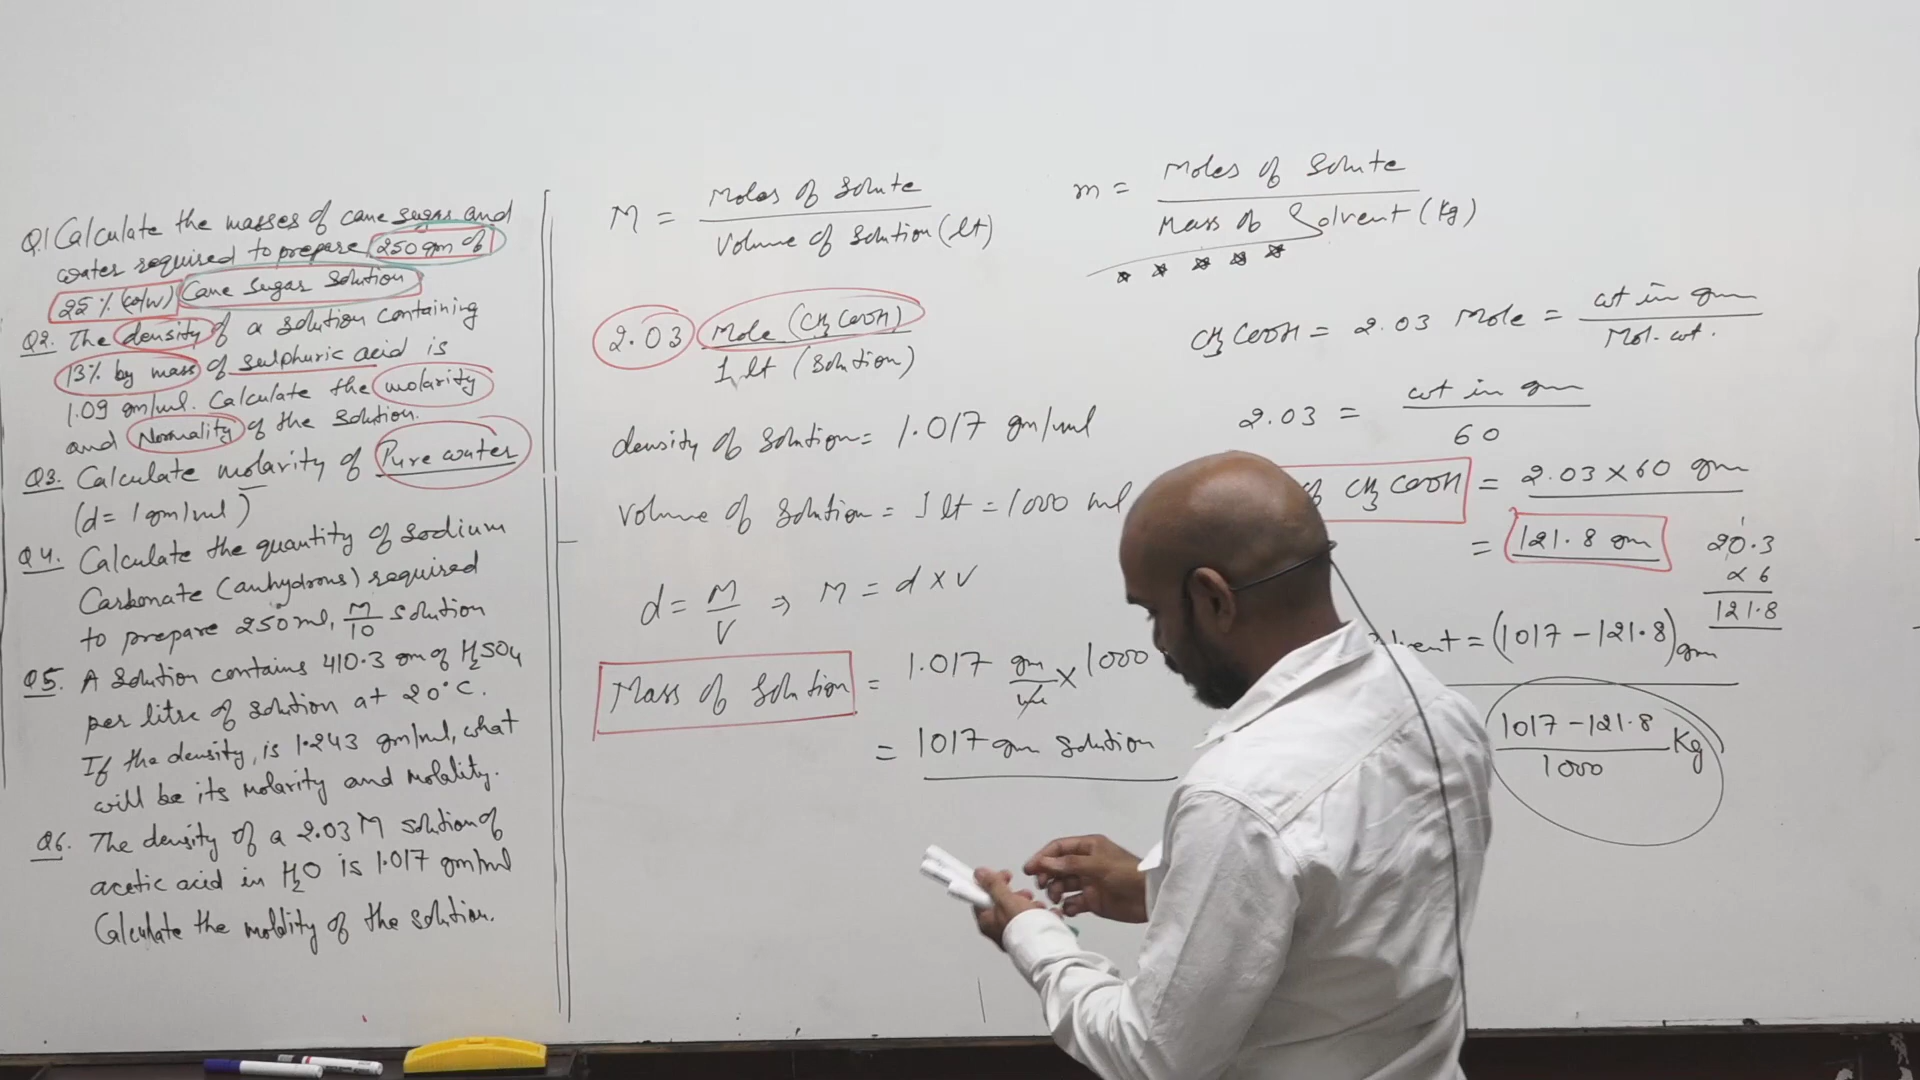 Q.1 Calculate the masses of cane sugar and
water required to prepare 250 gm of
25% (w/w) Cane sugar solution
Q2. The density of a solution containing
13% by mass of sulphuric acid is
1.09 gm/ml. Calculate the molarity
and Normality of the solution.
Q3. Calculate molarity of Pure water
(d = 1 gm/ml)
Q4. Calculate the quantity of sodium
Carbonate (anhydrous) required
to prepare 250 ml, M/10 solution
Q5. A solution contains 410.3 gm of H2SO4
per litre of solution at 20°C.
If the density, is 1.243 gm/ml, what
will be its molarity and molality.
Q6. The density of a 2.03 M solution of
acetic acid in H2O is 1.017 gm/ml
Calculate the molality of the solution.
M = Moles of solute / Volume of solution (lt)
2.03 Mole (CH3COOH) / 1 lt (solution)
density of solution = 1.017 gm/ml
Volume of solution = 1 lt = 1000 ml
d = M/V ⇒ M = d × V
Mass of solution = 1.017 gm/ml × 1000
= 1017 gm solution
m = Moles of solute / Mass of Solvent (Kg)
CH3COOH = 2.03 Mole = wt in gm / Mol. wt.
2.03 = wt in gm / 60
of CH3COOH = 2.03 × 60 gm
= 121.8 gm
20.3
× 6
121.8
= (1017 – 121.8) gm
1017 – 121.8 / 1000 Kg